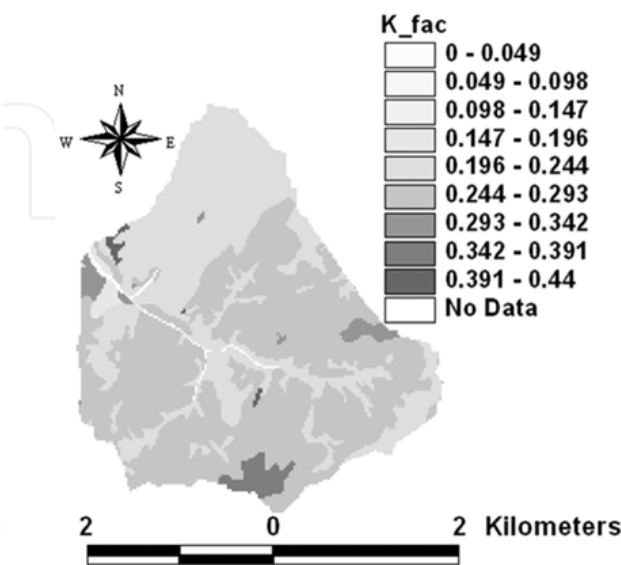 K_fac
0 - 0.049
0.049 - 0.098
0.098 - 0.147
0.147 - 0.196
0.196 - 0.244
0.244 - 0.293
0.293 - 0.342
0.342 - 0.391
0.391 - 0.44
No Data
N
W E
S
2 0 2 Kilometers